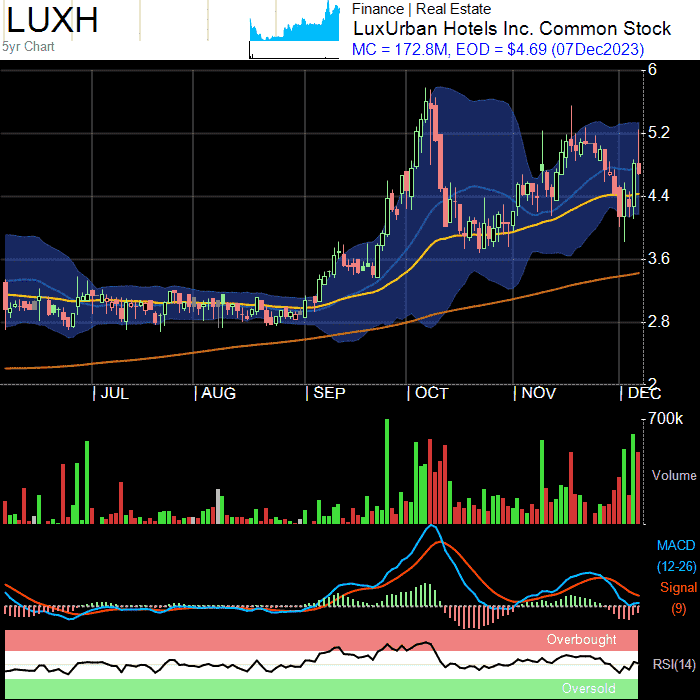 LUXH
5yr Chart
Finance | Real Estate
LuxUrban Hotels Inc. Common Stock
MC = 172.8M, EOD = $4.69 (07Dec2023)
6
5.2
4.4
3.6
2.8
2
| JUL | AUG | SEP | OCT | NOV | DEC
700k
Volume
MACD
(12-26)
Signal
(9)
Overbought
RSI(14)
Oversold